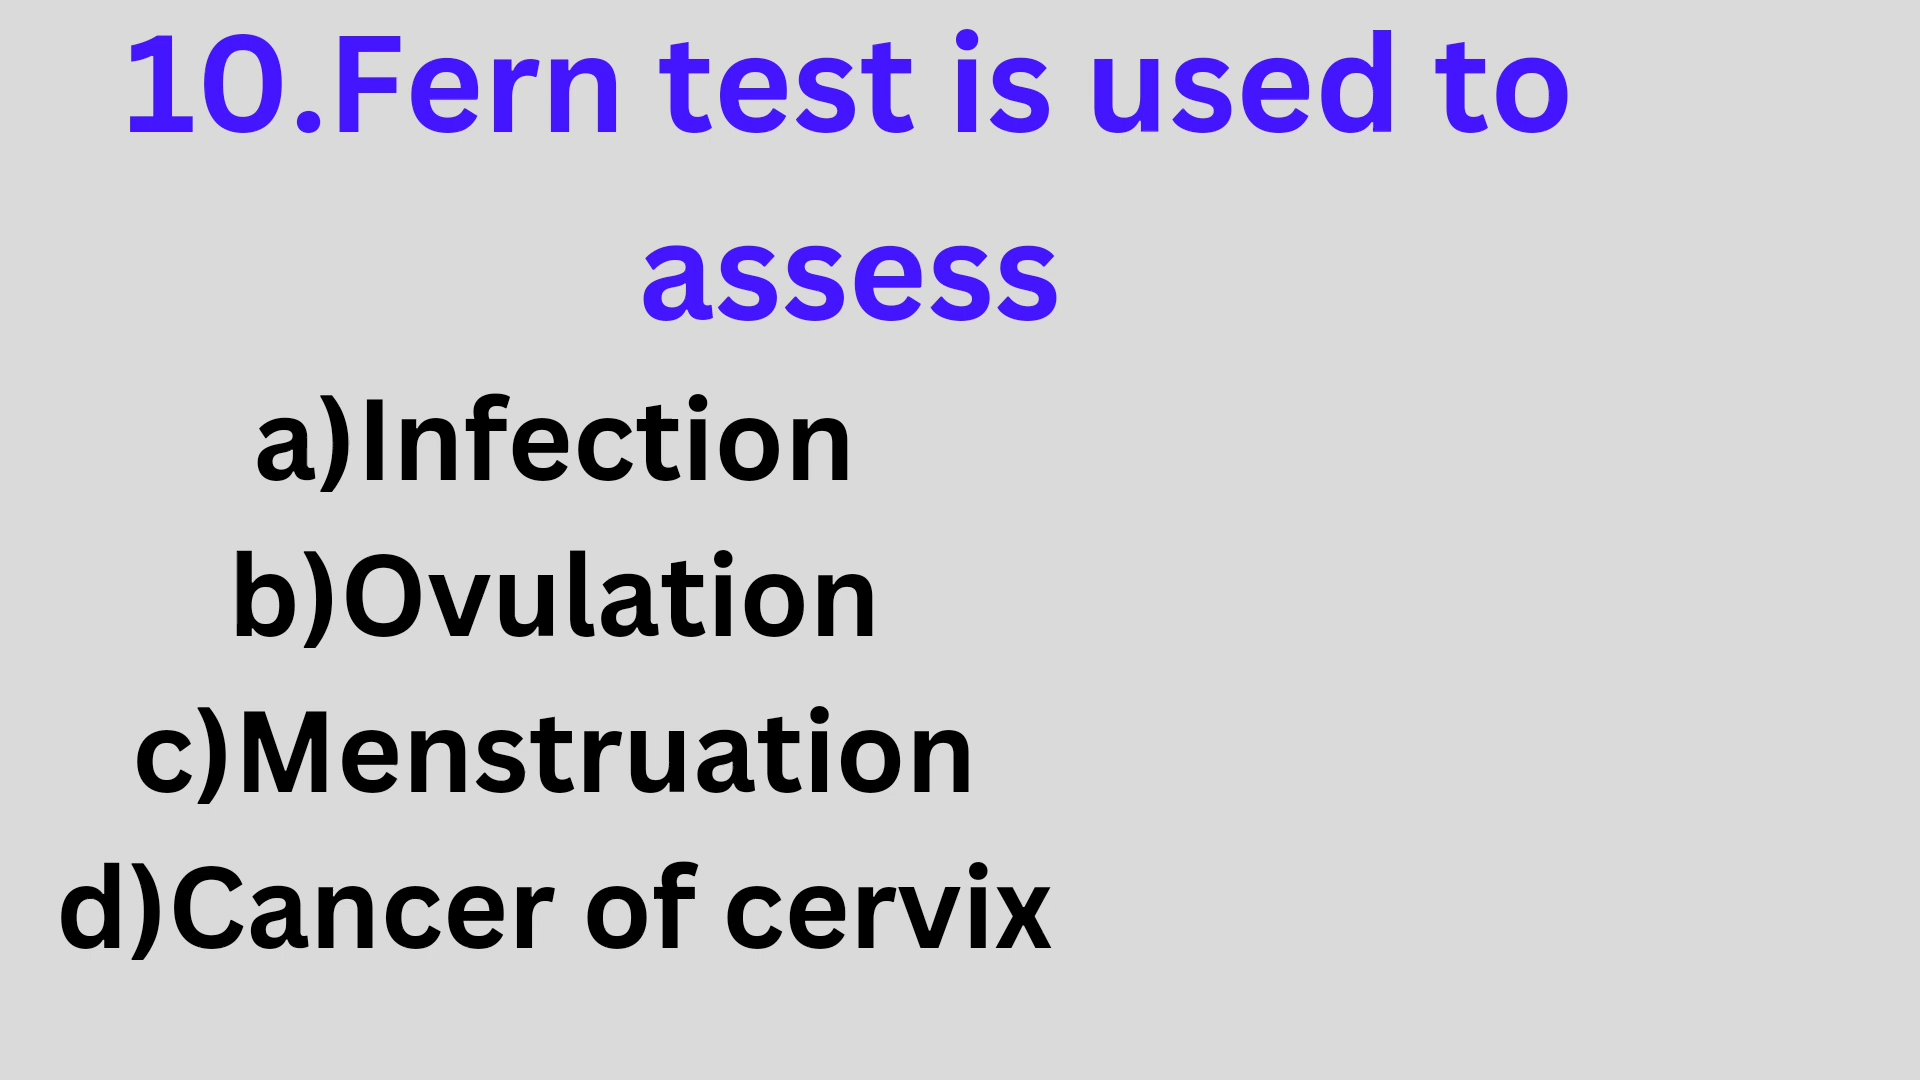 10.Fern test is used to
assess
a)Infection
b)Ovulation
c)Menstruation
d)Cancer of cervix